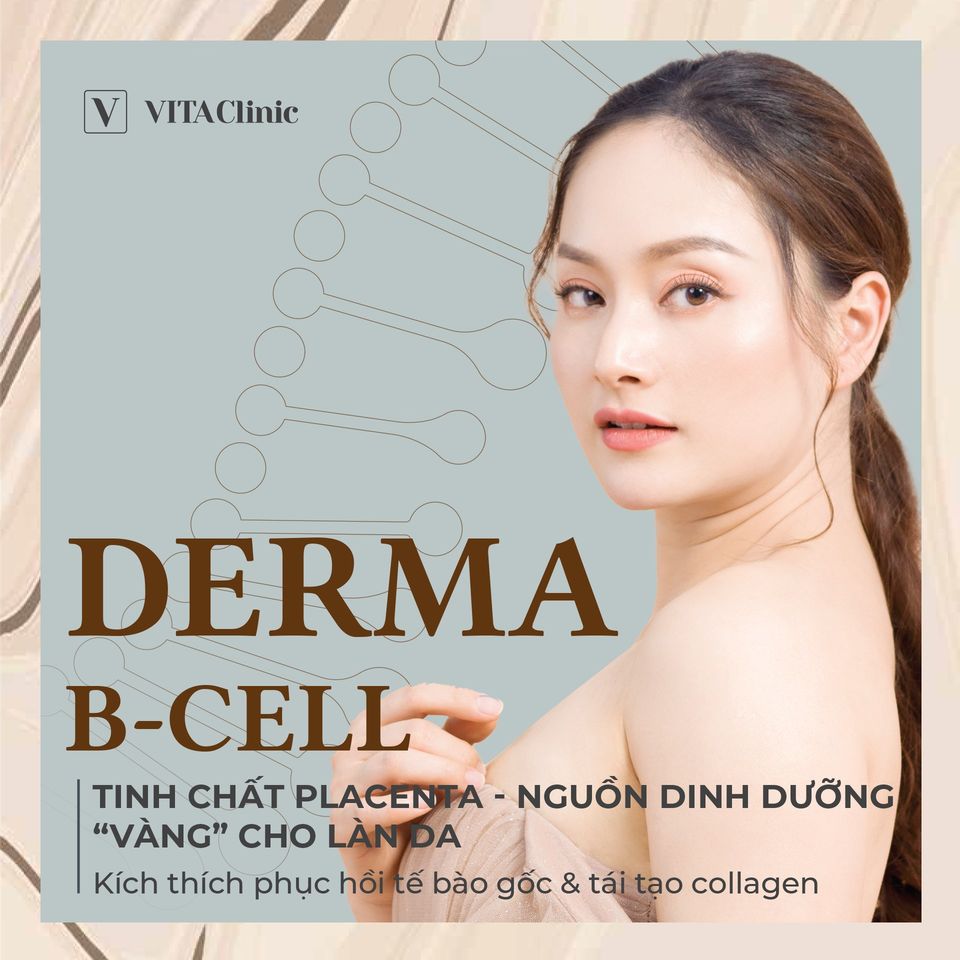 V VITAClinic
DERMA
B-CELL
TINH CHẤT PLACENTA - NGUỒN DINH DƯỠNG
“VÀNG” CHO LÀN DA
Kích thích phục hồi tế bào gốc & tái tạo collagen